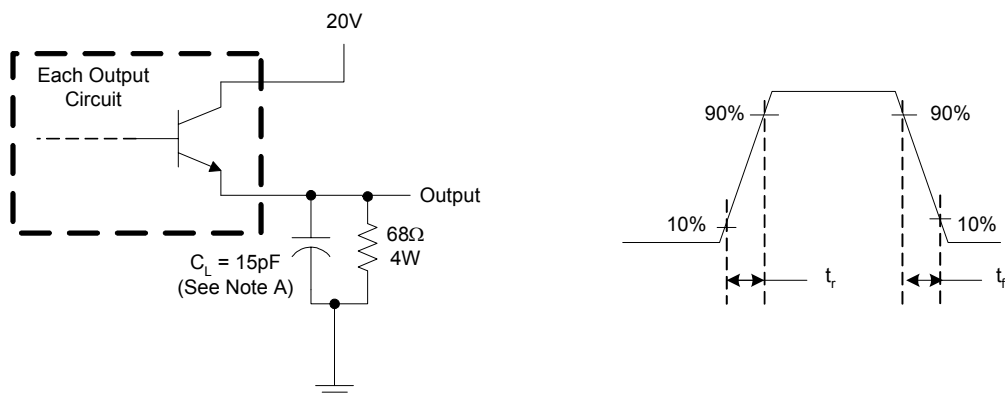 20V
Each Output
Circuit
Output
68Ω
4W
C_L = 15pF
(See Note A)
90%
90%
10%
10%
t_r
t_f